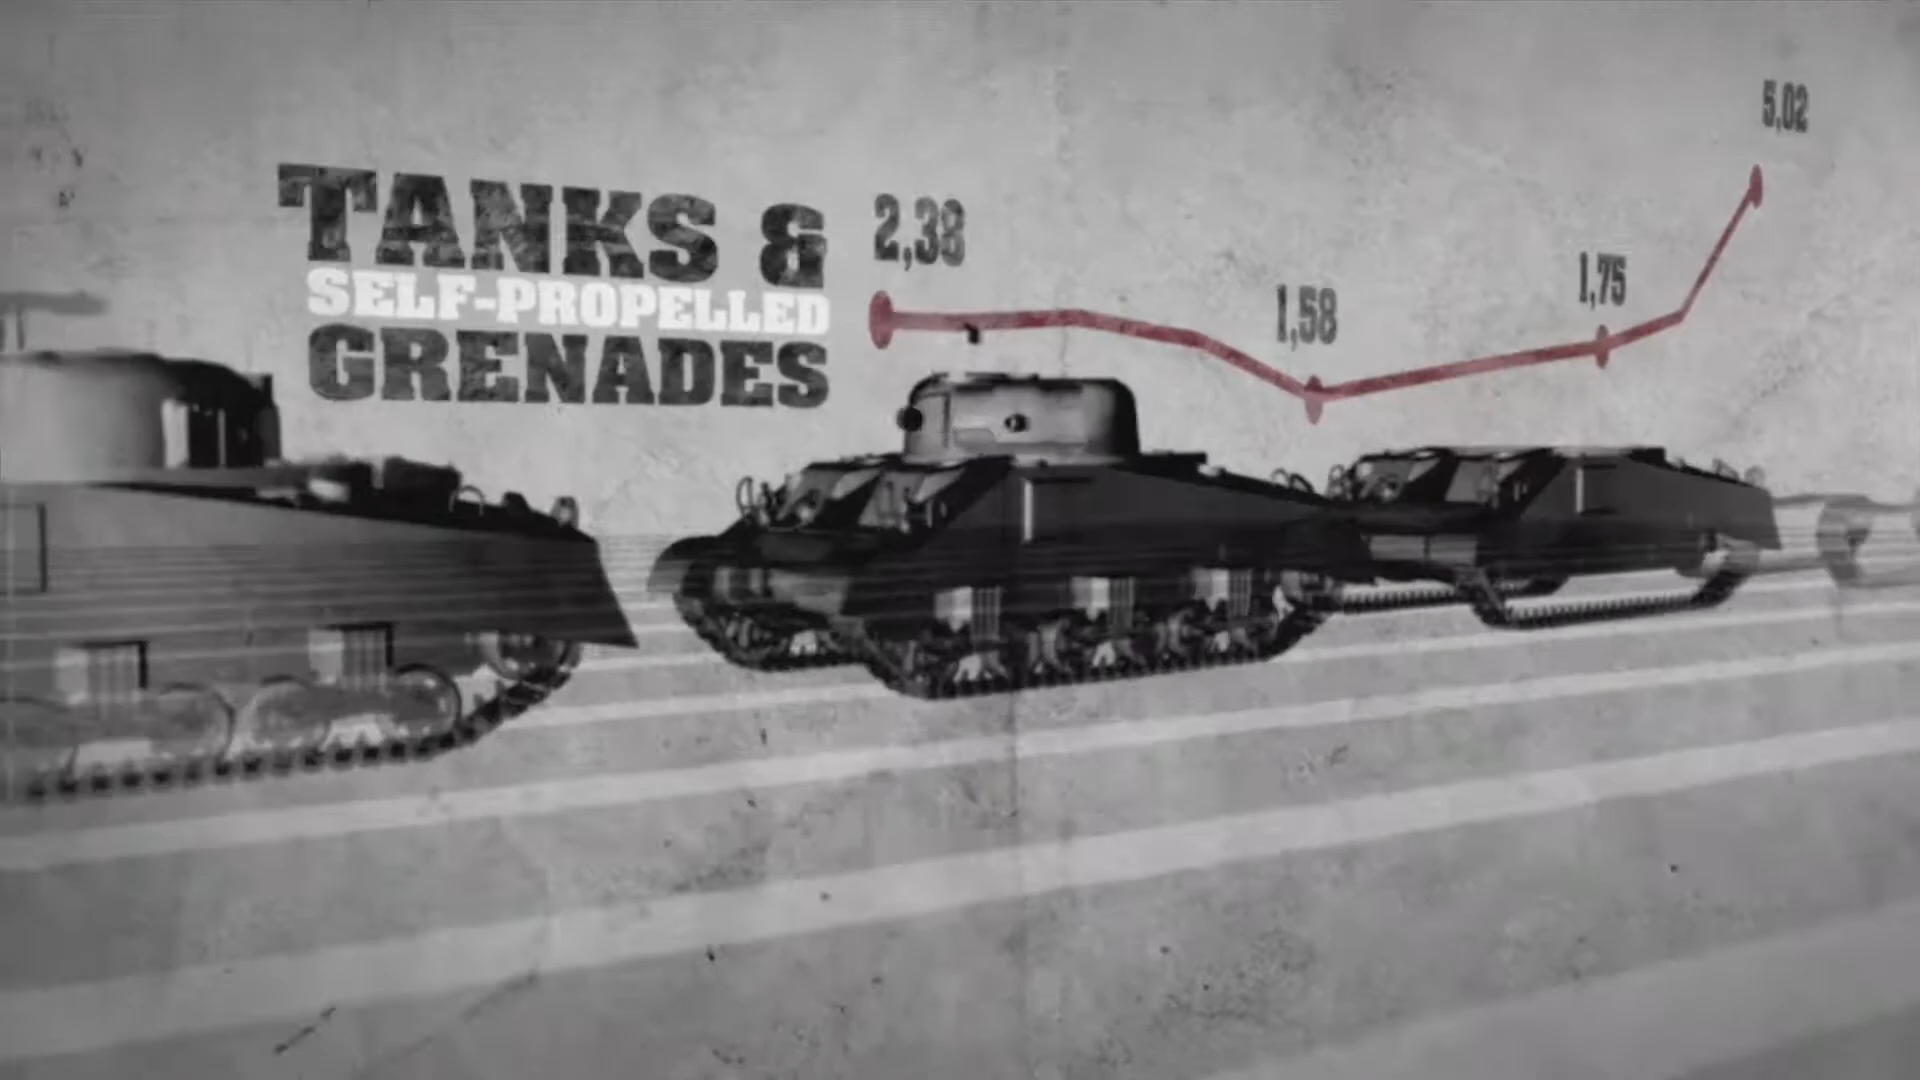 TANKS &
SELF-PROPELLED
GRENADES
2,38
1,58
1,75
5,02